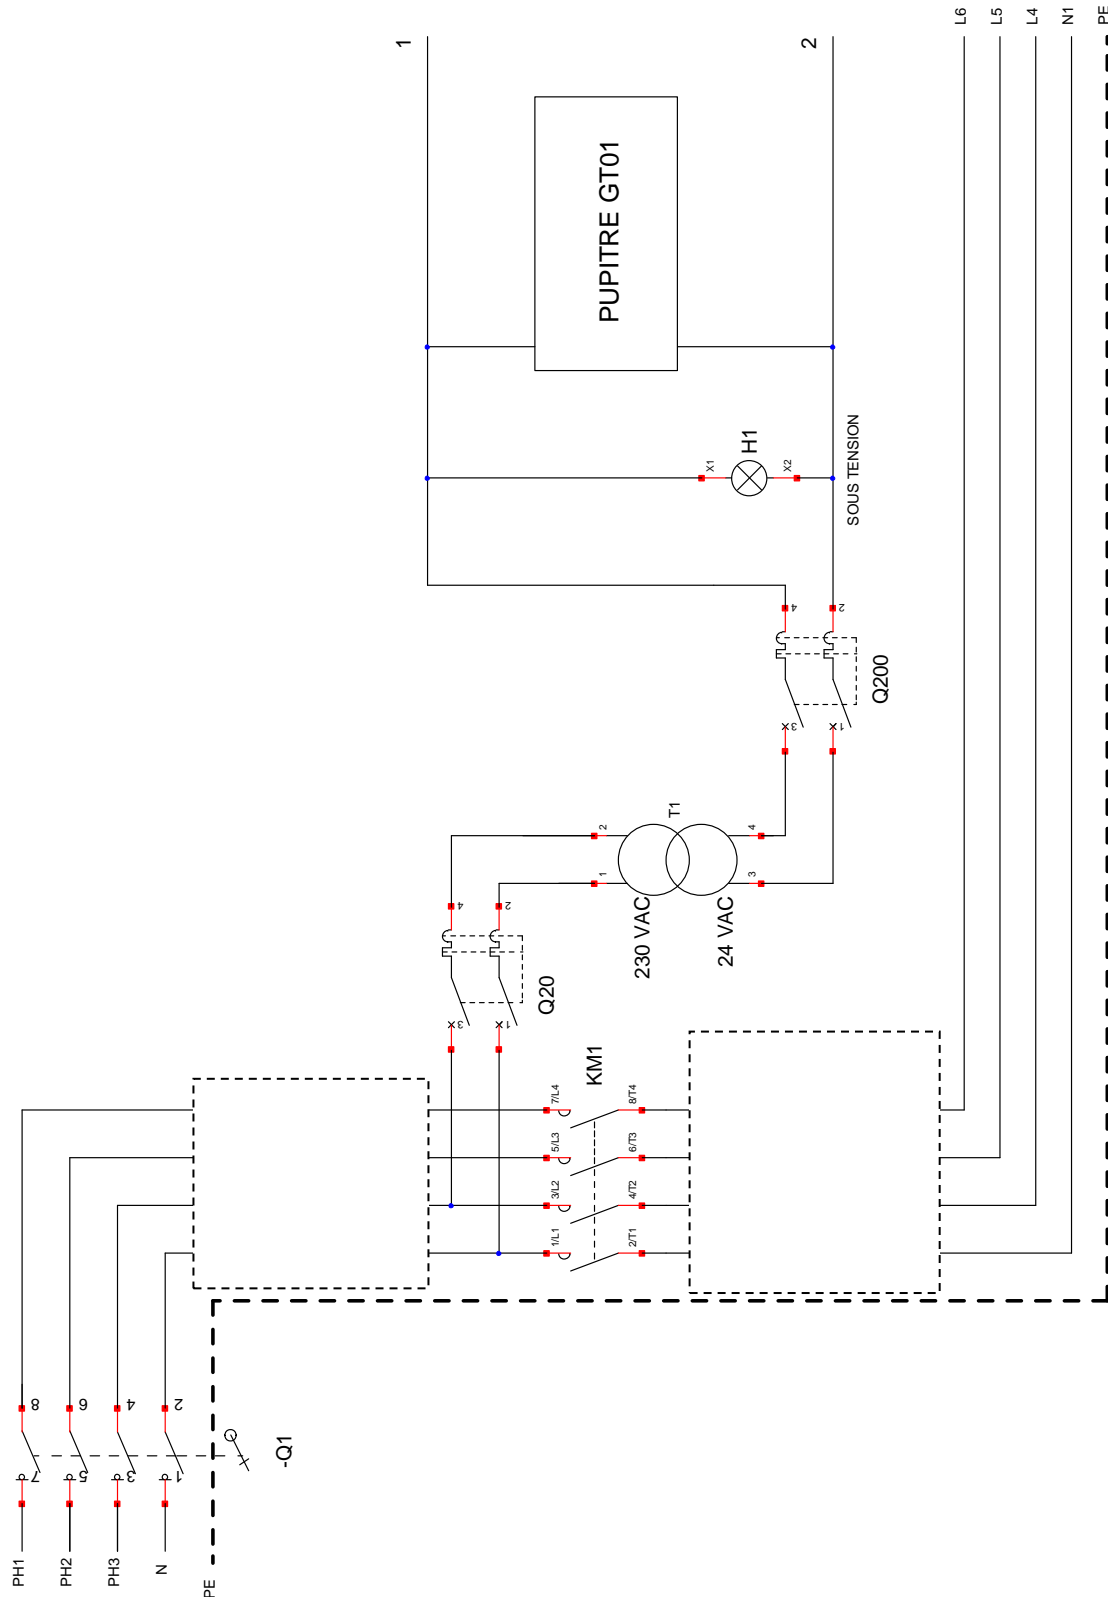 PH1
PH2
PH3
N
PE
7
5
3
1
8
6
4
2
-Q1
1/L1
3/L2
5/L3
7/L4
2/T1
4/T2
6/T3
8/T4
KM1
3
1
4
2
Q20
1
2
230 VAC
T1
24 VAC
3
4
3
1
4
2
Q200
X1
H1
X2
SOUS TENSION
PUPITRE GT01
1
2
L6
L5
L4
N1
PE